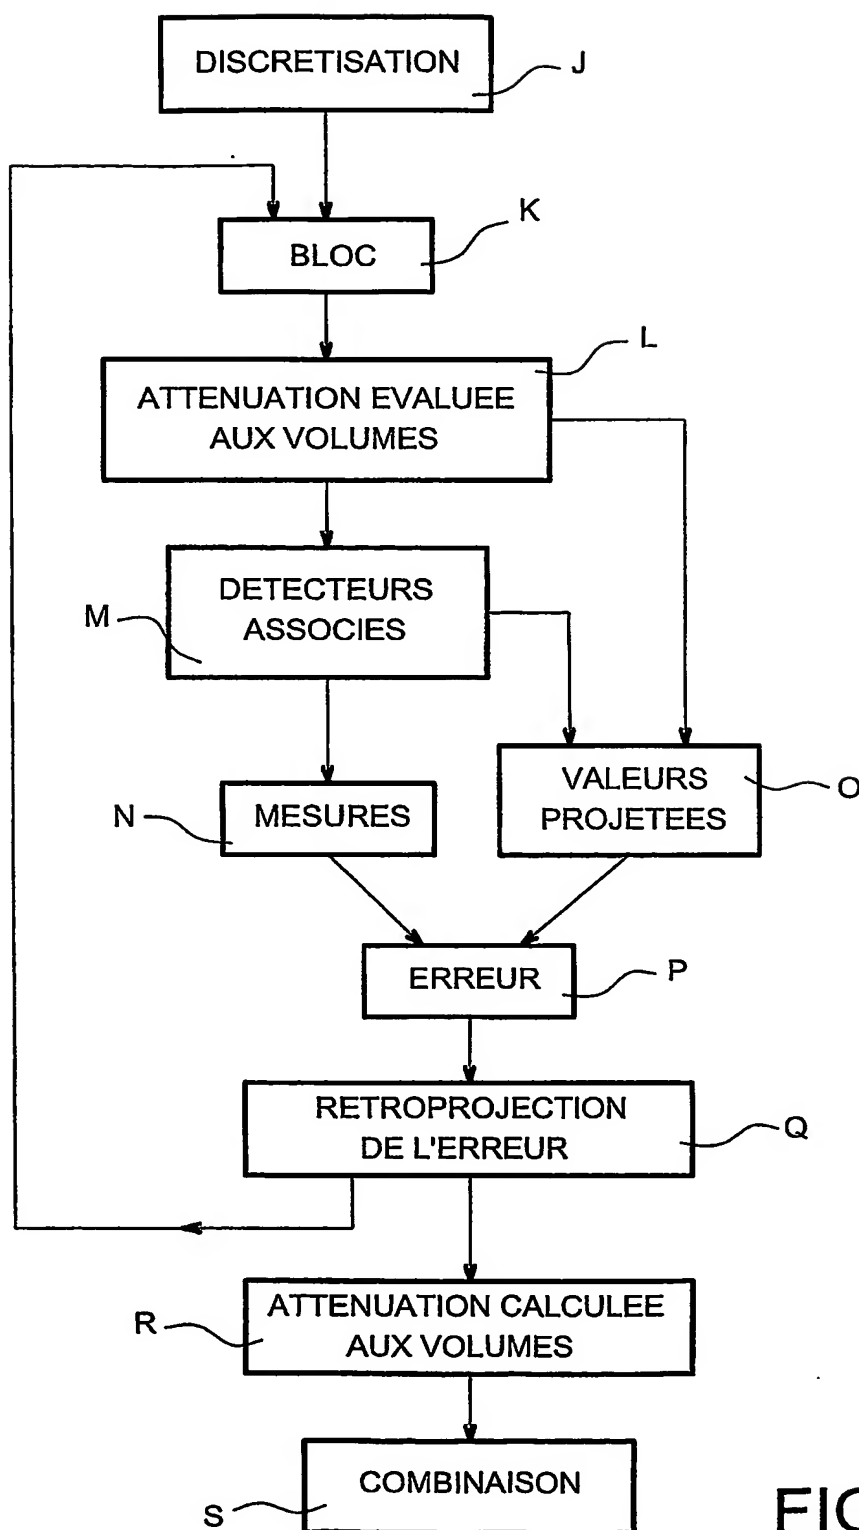 DISCRETISATION
J
K
BLOC
L
ATTENUATION EVALUEE
AUX VOLUMES
DETECTEURS
ASSOCIES
M
VALEURS
PROJETEES
O
N
MESURES
ERREUR
P
RETROPROJECTION
DE L'ERREUR
Q
ATTENUATION CALCULEE
AUX VOLUMES
R
COMBINAISON
S
FIG